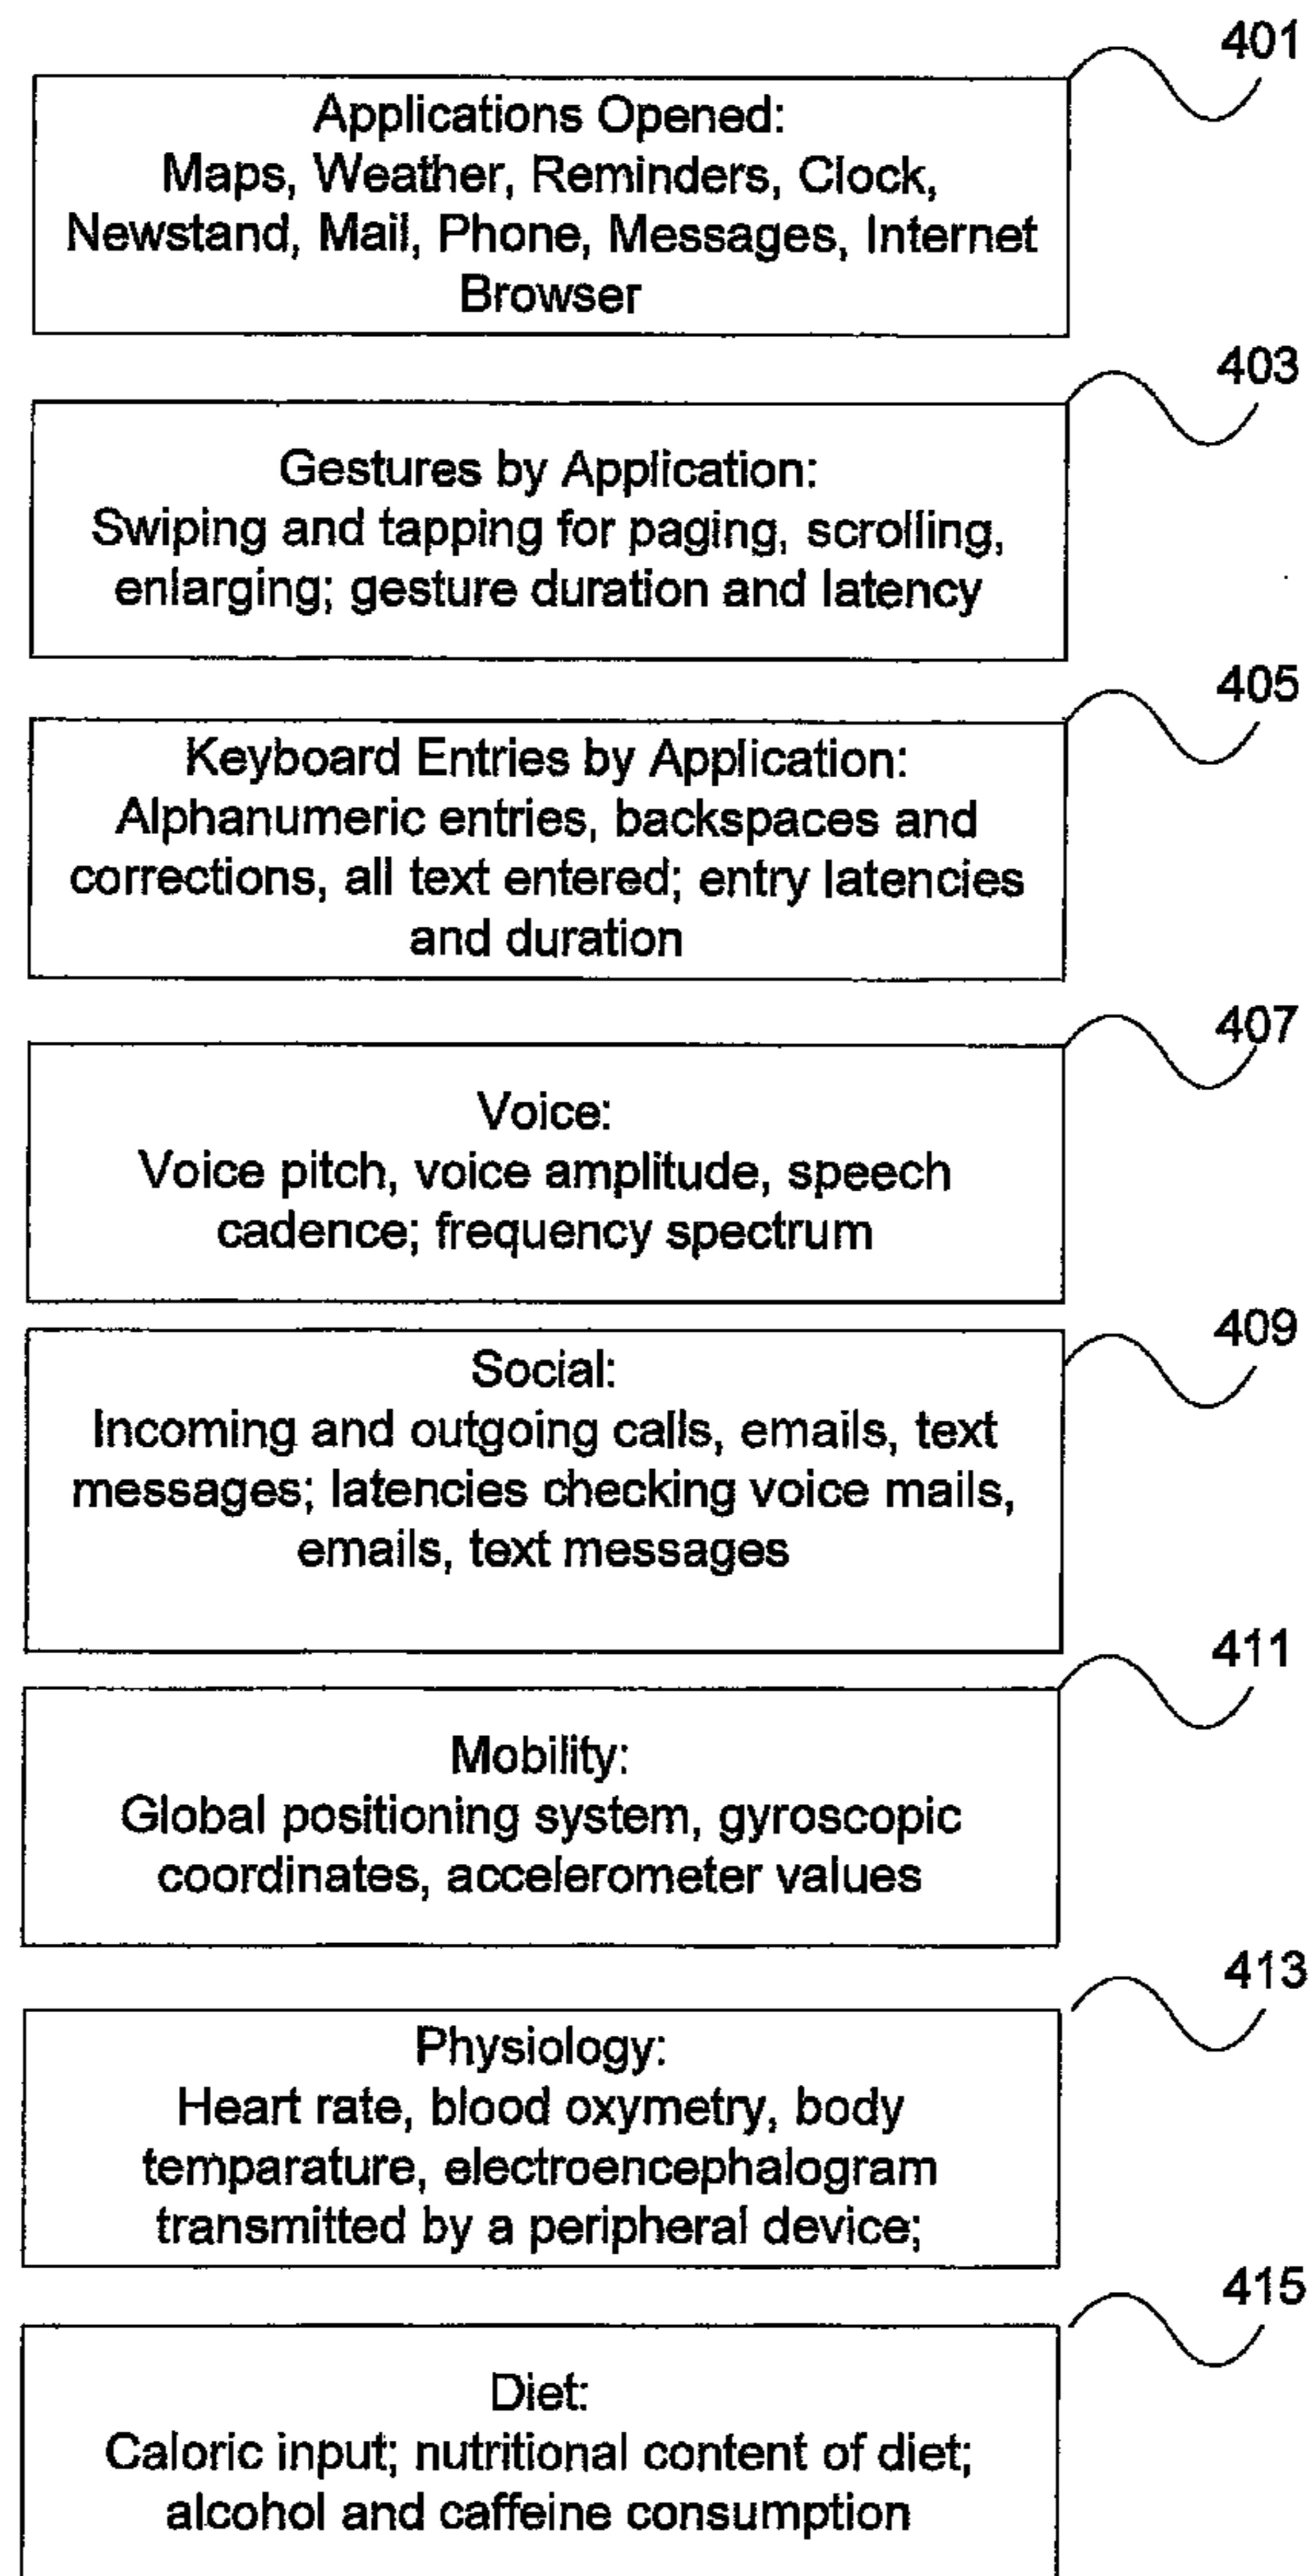 401
Applications Opened:
Maps, Weather, Reminders, Clock,
Newstand, Mail, Phone, Messages, Internet
Browser
403
Gestures by Application:
Swiping and tapping for paging, scrolling,
enlarging; gesture duration and latency
405
Keyboard Entries by Application:
Alphanumeric entries, backspaces and
corrections, all text entered; entry latencies
and duration
407
Voice:
Voice pitch, voice amplitude, speech
cadence; frequency spectrum
409
Social:
Incoming and outgoing calls, emails, text
messages; latencies checking voice mails,
emails, text messages
411
Mobility:
Global positioning system, gyroscopic
coordinates, accelerometer values
413
Physiology:
Heart rate, blood oxymetry, body
temparature, electroencephalogram
transmitted by a peripheral device;
415
Diet:
Caloric input; nutritional content of diet;
alcohol and caffeine consumption